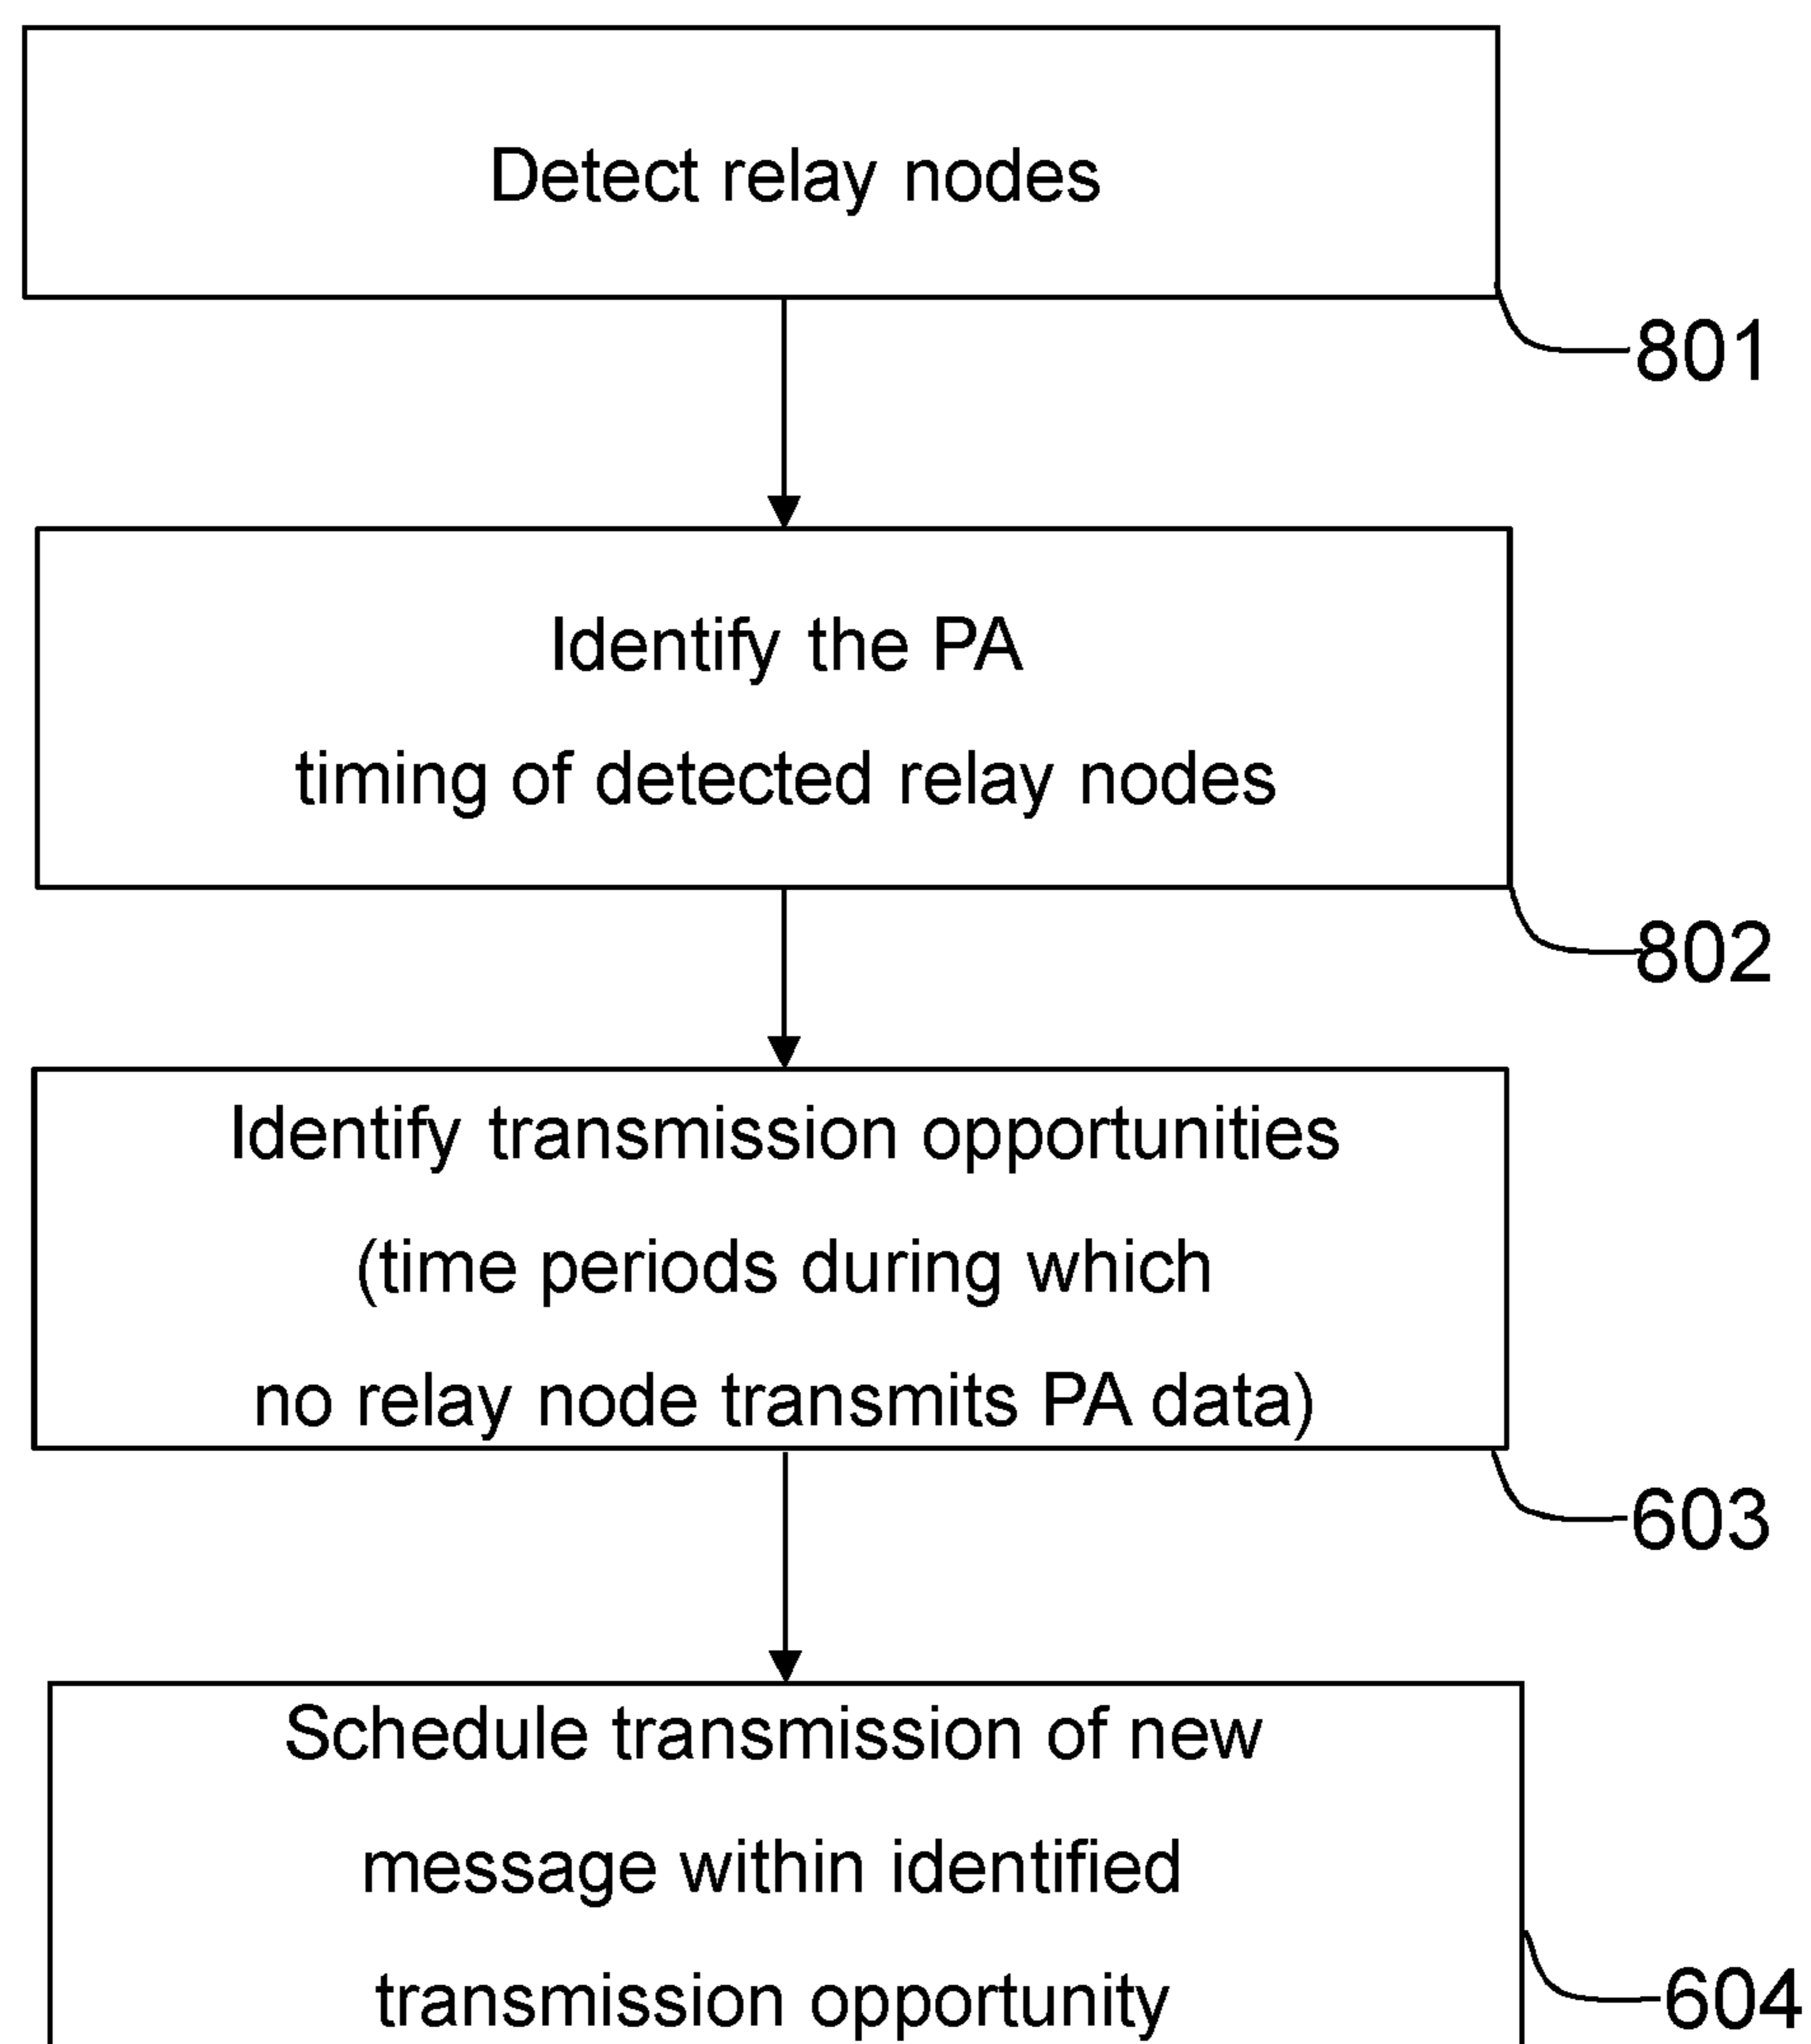 Detect relay nodes
801
Identify the PA
timing of detected relay nodes
802
Identify transmission opportunities
(time periods during which
no relay node transmits PA data)
603
Schedule transmission of new
message within identified
transmission opportunity
604